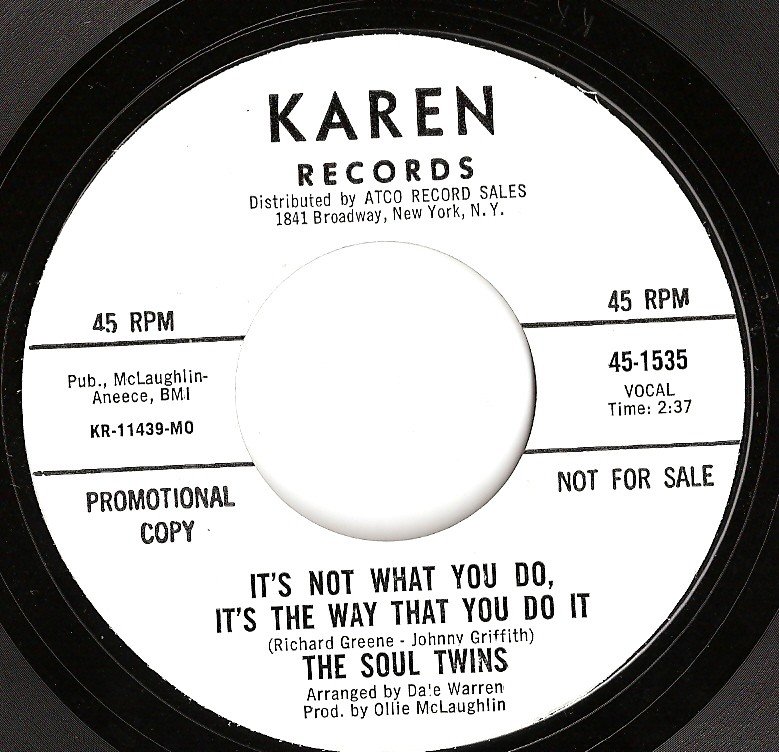 KAREN
RECORDS
Distributed by ATCO RECORD SALES
1841 Broadway, New York, N.Y.
45 RPM
Pub., McLaughlin-
Aneece, BMI
KR-11439-MO
PROMOTIONAL
COPY
45 RPM
45-1535
VOCAL
Time: 2:37
NOT FOR SALE
IT'S NOT WHAT YOU DO,
IT'S THE WAY THAT YOU DO IT
(Richard Greene - Johnny Griffith)
THE SOUL TWINS
Arranged by Dale Warren
Prod. by Ollie McLaughlin